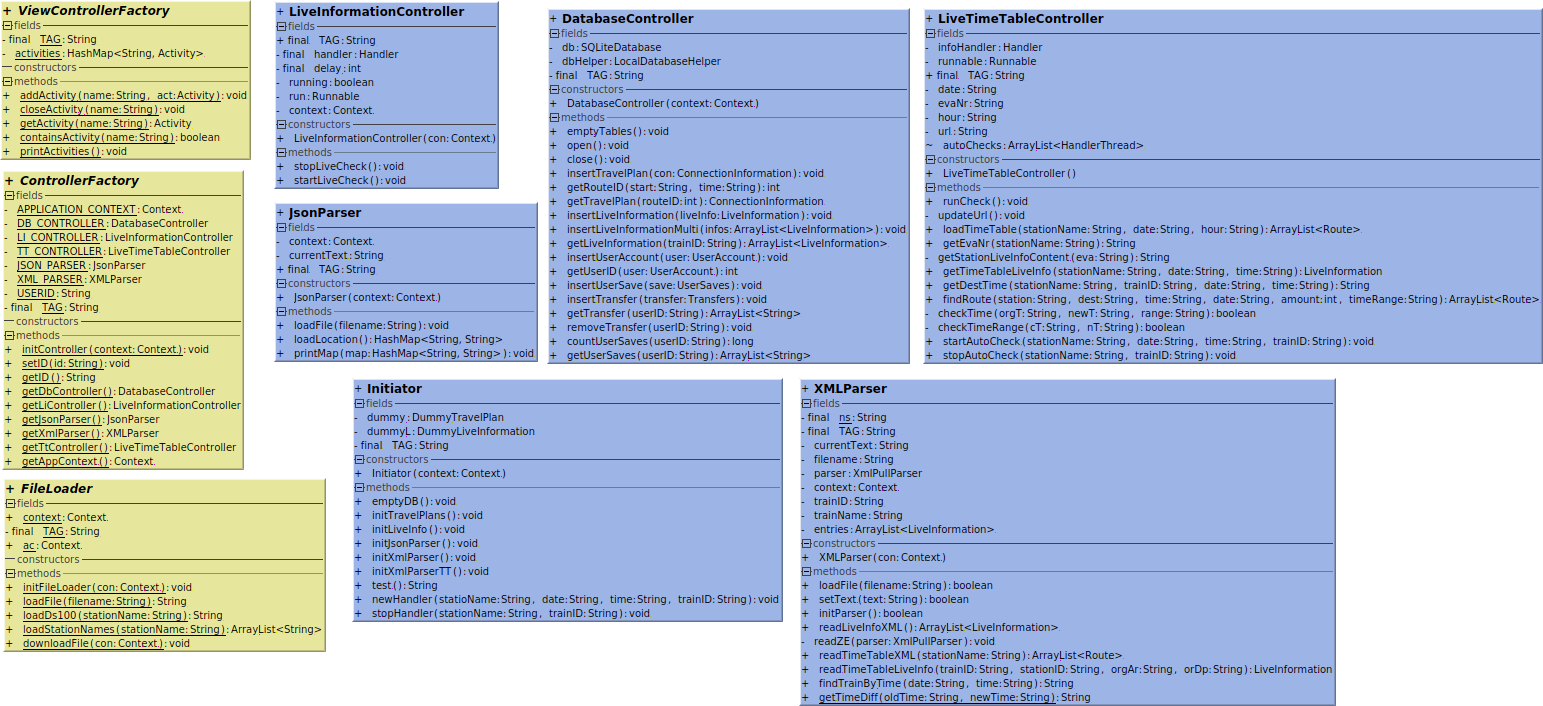 + ViewControllerFactory
fields
- final TAG:String
- activities:HashMap<String, Activity>
constructors
methods
+ addActivity(name:String, act:Activity):void
+ closeActivity(name:String):void
+ getActivity(name:String):Activity
+ containsActivity(name:String):boolean
+ printActivities():void
+ ControllerFactory
fields
- APPLICATION_CONTEXT:Context
- DB_CONTROLLER:DatabaseController
- LI_CONTROLLER:LiveInformationController
- TT_CONTROLLER:LiveTimeTableController
- JSON_PARSER:JsonParser
- XML_PARSER:XMLParser
- USERID:String
- final TAG:String
constructors
methods
+ initController(context:Context):void
+ setID(id:String):void
+ getID():String
+ getDbController():DatabaseController
+ getLiController():LiveInformationController
+ getJsonParser():JsonParser
+ getXmlParser():XMLParser
+ getTtController():LiveTimeTableController
+ getAppContext():Context
+ FileLoader
fields
+ context:Context
- final TAG:String
+ ac:Context
constructors
methods
+ initFileLoader(con:Context):void
+ loadFile(filename:String):String
+ loadDs100(stationName:String):String
+ loadStationNames(stationName:String):ArrayList<String>
+ downloadFile(con:Context):void
+ LiveInformationController
fields
+ final TAG:String
- final handler:Handler
- final delay:int
- running:boolean
- run:Runnable
- context:Context
constructors
+ LiveInformationController(con:Context)
methods
+ stopLiveCheck():void
+ startLiveCheck():void
+ JsonParser
fields
- context:Context
- currentText:String
+ final TAG:String
constructors
+ JsonParser(context:Context)
methods
+ loadFile(filename:String):void
+ loadLocation():HashMap<String, String>
+ printMap(map:HashMap<String, String>):void
+ DatabaseController
fields
- db:SQLiteDatabase
- dbHelper:LocalDatabaseHelper
- final TAG:String
constructors
+ DatabaseController(context:Context)
methods
+ emptyTables():void
+ open():void
+ close():void
+ insertTravelPlan(con:ConnectionInformation):void
+ getRouteID(start:String, time:String):int
+ getTravelPlan(routeID:int):ConnectionInformation
+ insertLiveInformation(liveInfo:LiveInformation):void
+ insertLiveInformationMulti(infos:ArrayList<LiveInformation>):void
+ getLiveInformation(trainID:String):ArrayList<LiveInformation>
+ insertUserAccount(user:UserAccount):void
+ getUserID(user:UserAccount):int
+ insertUserSave(save:UserSaves):void
+ insertTransfer(transfer:Transfers):void
+ getTransfer(userID:String):ArrayList<String>
+ removeTransfer(userID:String):void
+ countUserSaves(userID:String):long
+ getUserSaves(userID:String):ArrayList<String>
+ LiveTimeTableController
fields
- infoHandler:Handler
- runnable:Runnable
+ final TAG:String
- date:String
- evaNr:String
- hour:String
- url:String
~ autoChecks:ArrayList<HandlerThread>
constructors
+ LiveTimeTableController()
methods
+ runCheck():void
- updateUrl():void
+ loadTimeTable(stationName:String, date:String, hour:String):ArrayList<Route>
+ getEvaNr(stationName:String):String
- getStationLiveInfoContent(eva:String):String
+ getTimeTableLiveInfo(stationName:String, date:String, time:String):LiveInformation
+ getDestTime(stationName:String, trainID:String, date:String, time:String):String
+ findRoute(station:String, dest:String, time:String, date:String, amount:int, timeRange:String):ArrayList<Route>
- checkTime(orgT:String, newT:String, range:String):boolean
- checkTimeRange(cT:String, nT:String):boolean
+ startAutoCheck(stationName:String, date:String, time:String, trainID:String):void
+ stopAutoCheck(stationName:String, trainID:String):void
+ Initiator
fields
- dummy:DummyTravelPlan
- dummyL:DummyLiveInformation
- final TAG:String
constructors
+ Initiator(context:Context)
methods
+ emptyDB():void
+ initTravelPlans():void
+ initLiveInfo():void
+ initJsonParser():void
+ initXmlParser():void
+ initXmlParserTT():void
+ test():String
+ newHandler(statioName:String, date:String, time:String, trainID:String):void
+ stopHandler(stationName:String, trainID:String):void
+ XMLParser
fields
- final ns:String
- final TAG:String
- currentText:String
- filename:String
- parser:XmlPullParser
- context:Context
- trainID:String
- trainName:String
- entries:ArrayList<LiveInformation>
constructors
+ XMLParser(con:Context)
methods
+ loadFile(filename:String):boolean
+ setText(text:String):boolean
+ initParser():boolean
+ readLiveInfoXML():ArrayList<LiveInformation>
- readZE(parser:XmlPullParser):void
+ readTimeTableXML(stationName:String):ArrayList<Route>
+ readTimeTableLiveInfo(trainID:String, stationID:String, orgAr:String, orDp:String):LiveInformation
+ findTrainByTime(date:String, time:String):String
+ getTimeDiff(oldTime:String, newTime:String):String